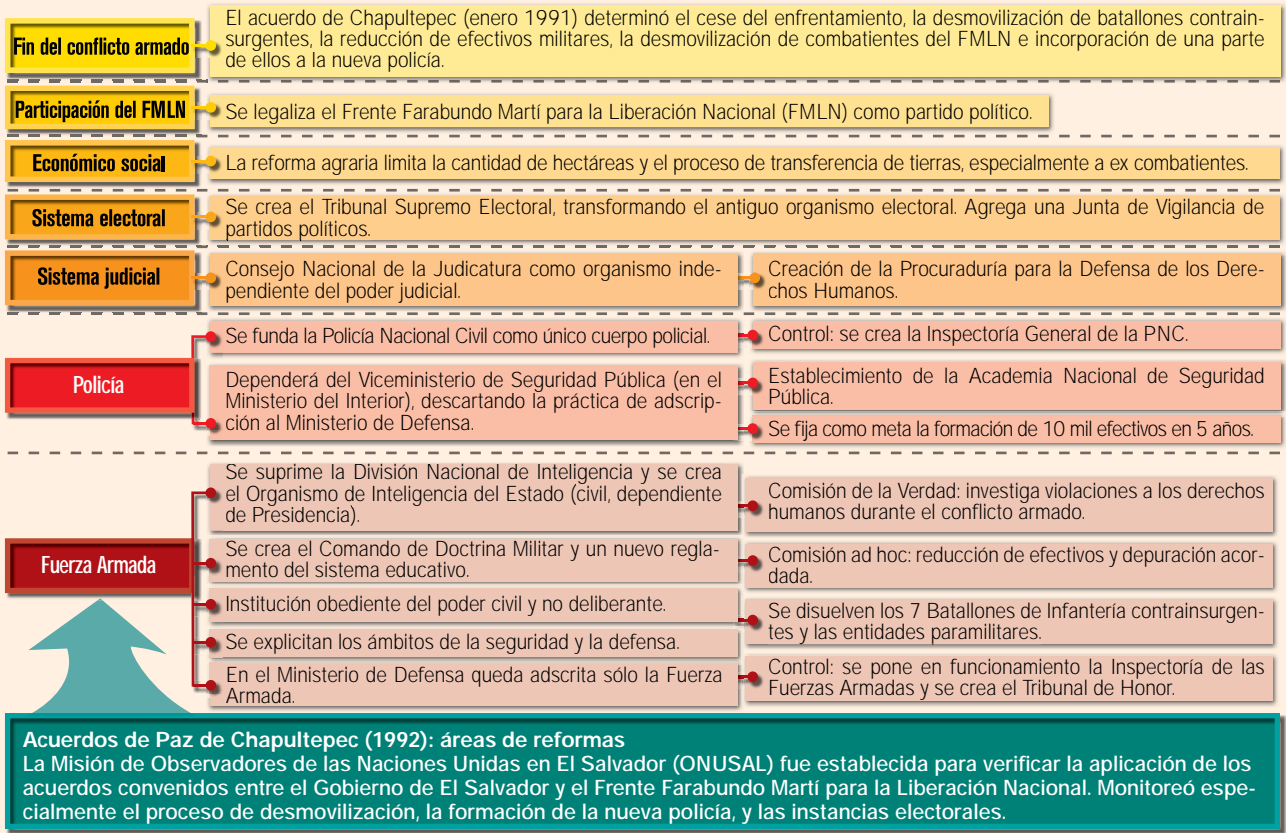 Fin del conflicto armado
El acuerdo de Chapultepec (enero 1991) determinó el cese del enfrentamiento, la desmovilización de batallones contrain-
surgentes, la reducción de efectivos militares, la desmovilización de combatientes del FMLN e incorporación de una parte
de ellos a la nueva policía.
Participación del FMLN
Se legaliza el Frente Farabundo Martí para la Liberación Nacional (FMLN) como partido político.
Económico social
La reforma agraria limita la cantidad de hectáreas y el proceso de transferencia de tierras, especialmente a ex combatientes.
Sistema electoral
Se crea el Tribunal Supremo Electoral, transformando el antiguo organismo electoral. Agrega una Junta de Vigilancia de
partidos políticos.
Sistema judicial
Consejo Nacional de la Judicatura como organismo inde-
pendiente del poder judicial.
Creación de la Procuraduría para la Defensa de los Dere-
chos Humanos.
Policía
Se funda la Policía Nacional Civil como único cuerpo policial.
Control: se crea la Inspectoría General de la PNC.
Dependerá del Viceministerio de Seguridad Pública (en el
Ministerio del Interior), descartando la práctica de adscrip-
ción al Ministerio de Defensa.
Establecimiento de la Academia Nacional de Seguridad
Pública.
Se fija como meta la formación de 10 mil efectivos en 5 años.
Fuerza Armada
Se suprime la División Nacional de Inteligencia y se crea
el Organismo de Inteligencia del Estado (civil, dependiente
de Presidencia).
Se crea el Comando de Doctrina Militar y un nuevo regla-
mento del sistema educativo.
Institución obediente del poder civil y no deliberante.
Se explicitan los ámbitos de la seguridad y la defensa.
En el Ministerio de Defensa queda adscrita sólo la Fuerza
Armada.
Comisión de la Verdad: investiga violaciones a los derechos
humanos durante el conflicto armado.
Comisión ad hoc: reducción de efectivos y depuración acor-
dada.
Se disuelven los 7 Batallones de Infantería contrainsurgen-
tes y las entidades paramilitares.
Control: se pone en funcionamiento la Inspectoría de las
Fuerzas Armadas y se crea el Tribunal de Honor.
Acuerdos de Paz de Chapultepec (1992): áreas de reformas
La Misión de Observadores de las Naciones Unidas en El Salvador (ONUSAL) fue establecida para verificar la aplicación de los
acuerdos convenidos entre el Gobierno de El Salvador y el Frente Farabundo Martí para la Liberación Nacional. Monitoreó espe-
cialmente el proceso de desmovilización, la formación de la nueva policía, y las instancias electorales.